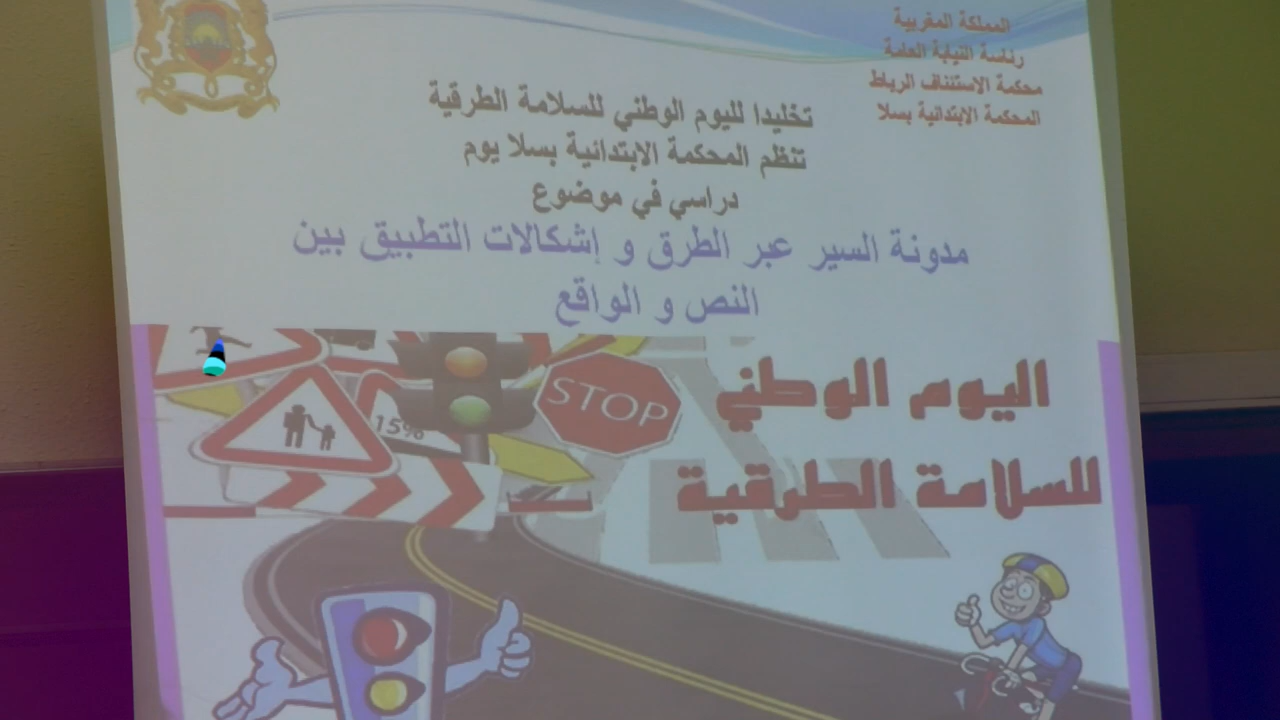 المملكة المغربية
رئاسة النيابة العامة
محكمة الاستئناف الرباط
المحكمة الابتدائية بسلا
تخليدا لليوم الوطني للسلامة الطرقية
تنظم المحكمة الابتدائية بسلا يوم
دراسي في موضوع
مدونة السير عبر الطرق و إشكالات التطبيق بين
النص و الواقع
اليوم الوطني
للسلامة الطرقية
STOP
15%